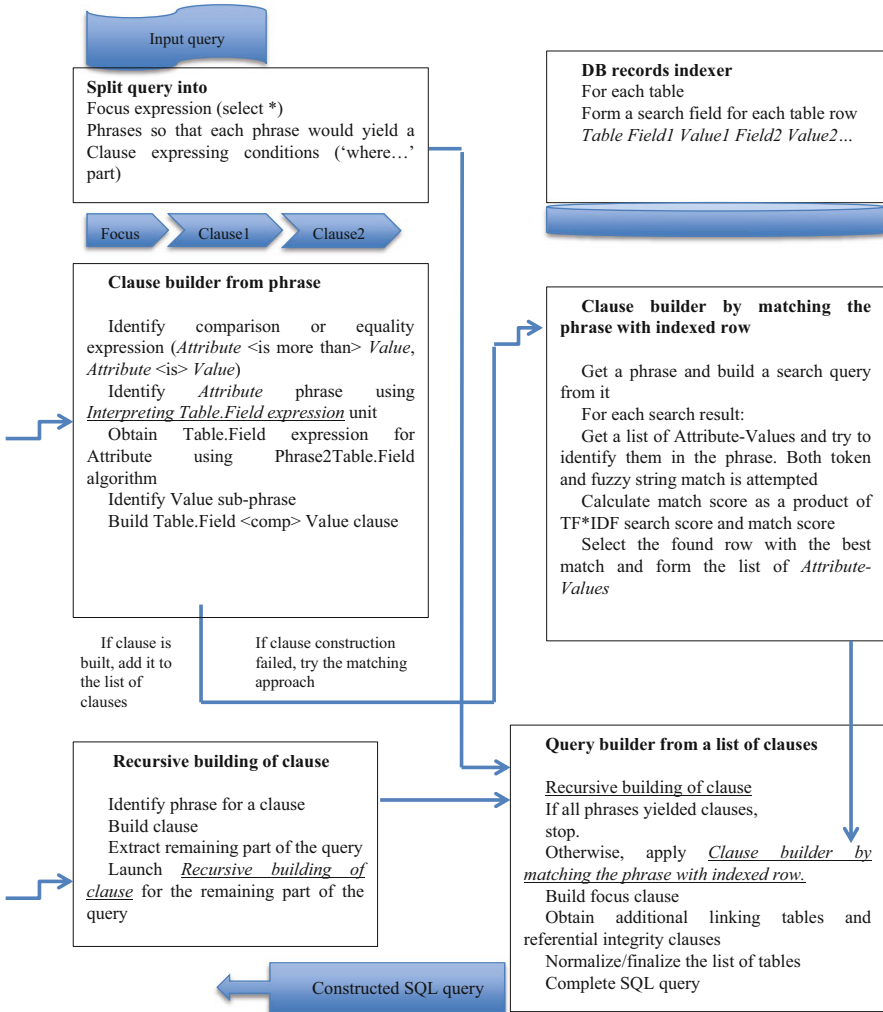 Input query
Split query into
Focus expression (select *)
Phrases so that each phrase would yield a
Clause expressing conditions (‘where…’
part)
DB records indexer
For each table
Form a search field for each table row
Table Field1 Value1 Field2 Value2…
Focus
Clause1
Clause2
Clause builder from phrase
Identify comparison or equality
expression (Attribute <is more than> Value,
Attribute <is> Value)
Identify Attribute phrase using
Interpreting Table.Field expression unit
Obtain Table.Field expression for
Attribute using Phrase2Table.Field
algorithm
Identify Value sub-phrase
Build Table.Field <comp> Value clause
Clause builder by matching the
phrase with indexed row
Get a phrase and build a search query
from it
For each search result:
Get a list of Attribute-Values and try to
identify them in the phrase. Both token
and fuzzy string match is attempted
Calculate match score as a product of
TF*IDF search score and match score
Select the found row with the best
match and form the list of Attribute-
Values
If clause is
built, add it to
the list of
clauses
If clause construction
failed, try the matching
approach
Recursive building of clause
Identify phrase for a clause
Build clause
Extract remaining part of the query
Launch Recursive building of
clause for the remaining part of the
query
Query builder from a list of clauses
Recursive building of clause
If all phrases yielded clauses,
stop.
Otherwise, apply Clause builder by
matching the phrase with indexed row.
Build focus clause
Obtain additional linking tables and
referential integrity clauses
Normalize/finalize the list of tables
Complete SQL query
Constructed SQL query